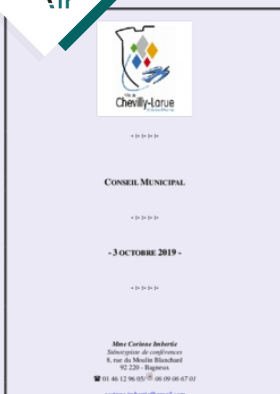 Ville de
Chevilly-Larue
CONSEIL MUNICIPAL
- 3 OCTOBRE 2019 -
Mme Corinne Imbertie
Sténotypiste de conférences
8, rue du Moulin Blanchard
92 220 - Bagneux
☎ 01 46 12 96 05/ 06 09 06 67 01